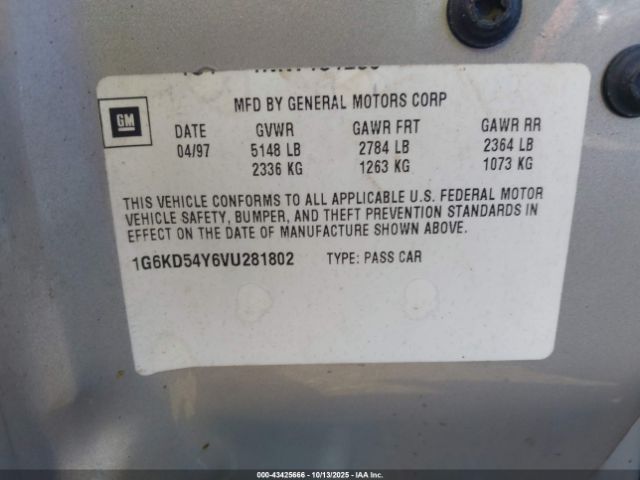 MFD BY GENERAL MOTORS CORP
GM
DATE GVWR GAWR FRT GAWR RR
04/97 5148 LB 2784 LB 2364 LB
2336 KG 1263 KG 1073 KG
THIS VEHICLE CONFORMS TO ALL APPLICABLE U.S. FEDERAL MOTOR
VEHICLE SAFETY, BUMPER, AND THEFT PREVENTION STANDARDS IN
EFFECT ON THE DATE OF MANUFACTURE SHOWN ABOVE.
1G6KD54Y6VU281802 TYPE: PASS CAR
000-43425666 - 10/13/2025 - IAA Inc.